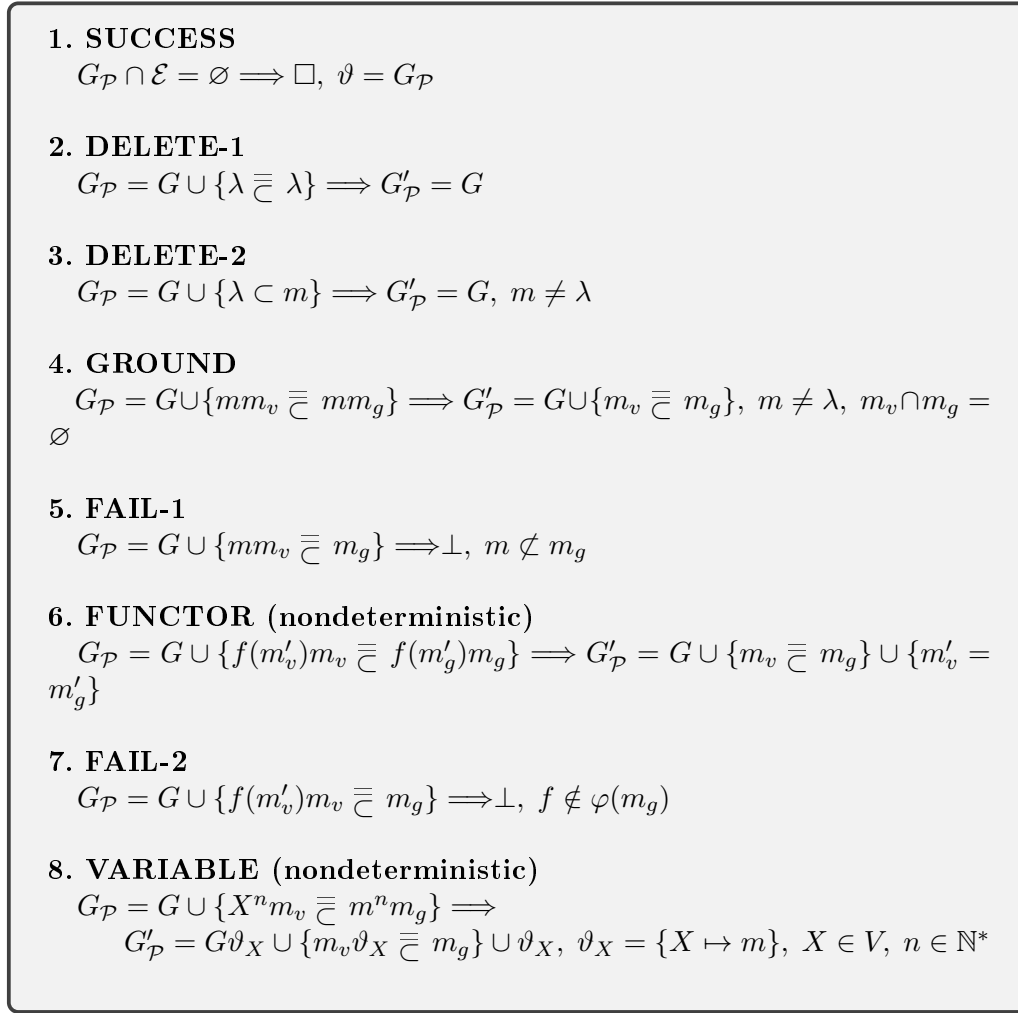 1. SUCCESS
G_𝒫 ∩ ℰ = ∅ ⟹ □, ϑ = G_𝒫
2. DELETE-1
G_𝒫 = G ∪ {λ ⊆̿ λ} ⟹ G′_𝒫 = G
3. DELETE-2
G_𝒫 = G ∪ {λ ⊂ m} ⟹ G′_𝒫 = G, m ≠ λ
4. GROUND
G_𝒫 = G∪{mm_v ⊆̿ mm_g} ⟹ G′_𝒫 = G∪{m_v ⊆̿ m_g}, m ≠ λ, m_v∩m_g =
∅
5. FAIL-1
G_𝒫 = G ∪ {mm_v ⊆̿ m_g} ⟹⊥, m ⊄ m_g
6. FUNCTOR (nondeterministic)
G_𝒫 = G ∪ {f(m′_v)m_v ⊆̿ f(m′_g)m_g} ⟹ G′_𝒫 = G ∪ {m_v ⊆̿ m_g} ∪ {m′_v =
m′_g}
7. FAIL-2
G_𝒫 = G ∪ {f(m′_v)m_v ⊆̿ m_g} ⟹⊥, f ∉ φ(m_g)
8. VARIABLE (nondeterministic)
G_𝒫 = G ∪ {X^n m_v ⊆̿ m^n m_g} ⟹
G′_𝒫 = Gϑ_X ∪ {m_vϑ_X ⊆̿ m_g} ∪ ϑ_X, ϑ_X = {X ↦ m}, X ∈ V, n ∈ ℕ*